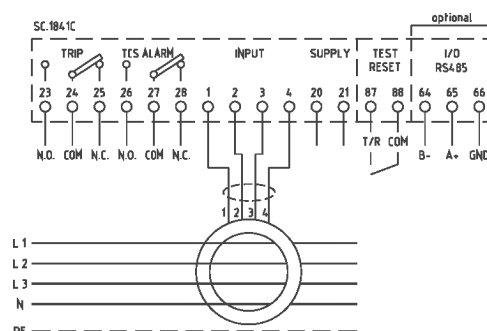 optional
SC.1841C
TRIP TCS ALARM INPUT SUPPLY TEST RESET I/O RS485
23 24 25 26 27 28 1 2 3 4 20 21 87 88 64 65 66
N.O. COM N.C. N.O. COM N.C. T/R COM B- A+ GND
1 2 3 4
L1
L2
L3
N
PE